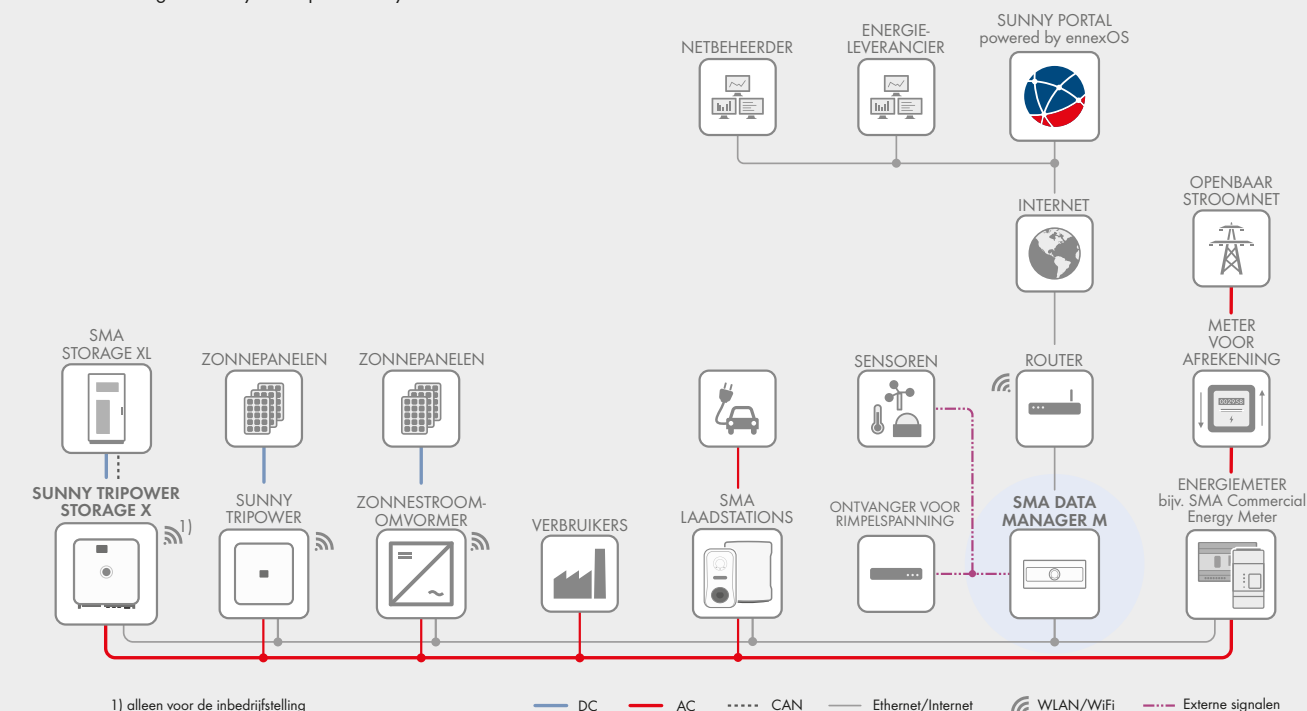 SUNNY PORTAL
powered by ennexOS
ENERGIE-
LEVERANCIER
NETBEHEERDER
OPENBAAR
STROOMNET
INTERNET
METER
VOOR
AFREKENING
SMA
STORAGE XL
ZONNEPANELEN
ZONNEPANELEN
SENSOREN
ROUTER
002958
SUNNY TRIPOWER
STORAGE X
1)
SUNNY
TRIPOWER
ZONNESTROOM-
OMVORMER
VERBRUIKERS
SMA
LAADSTATIONS
ONTVANGER VOOR
RIMPELSPANNING
SMA DATA
MANAGER M
ENERGIEMETER
bijv. SMA Commercial
Energy Meter
1) alleen voor de inbedrijfstelling
DC
AC
CAN
Ethernet/Internet
WLAN/WiFi
Externe signalen